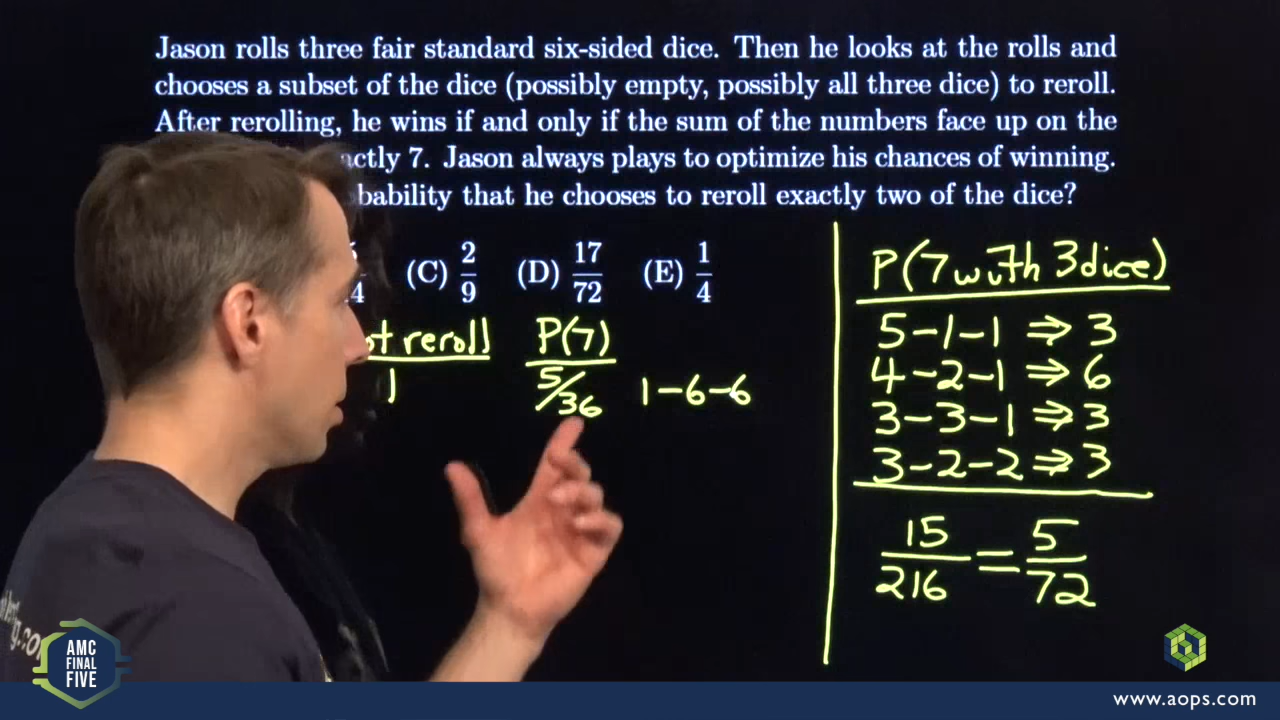 Jason rolls three fair standard six-sided dice. Then he looks at the rolls and
chooses a subset of the dice (possibly empty, possibly all three dice) to reroll.
After rerolling, he wins if and only if the sum of the numbers face up on the
7. Jason always plays to optimize his chances of winning.
that he chooses to reroll exactly two of the dice?
(C) 2/9 (D) 17/72 (E) 1/4
reroll P(7)
1 5/36 1-6-6
P(7 with 3 dice)
5-1-1 ⇒ 3
4-2-1 ⇒ 6
3-3-1 ⇒ 3
3-2-2 ⇒ 3
15/216 = 5/72
AMC
FINAL
FIVE
www.aops.com